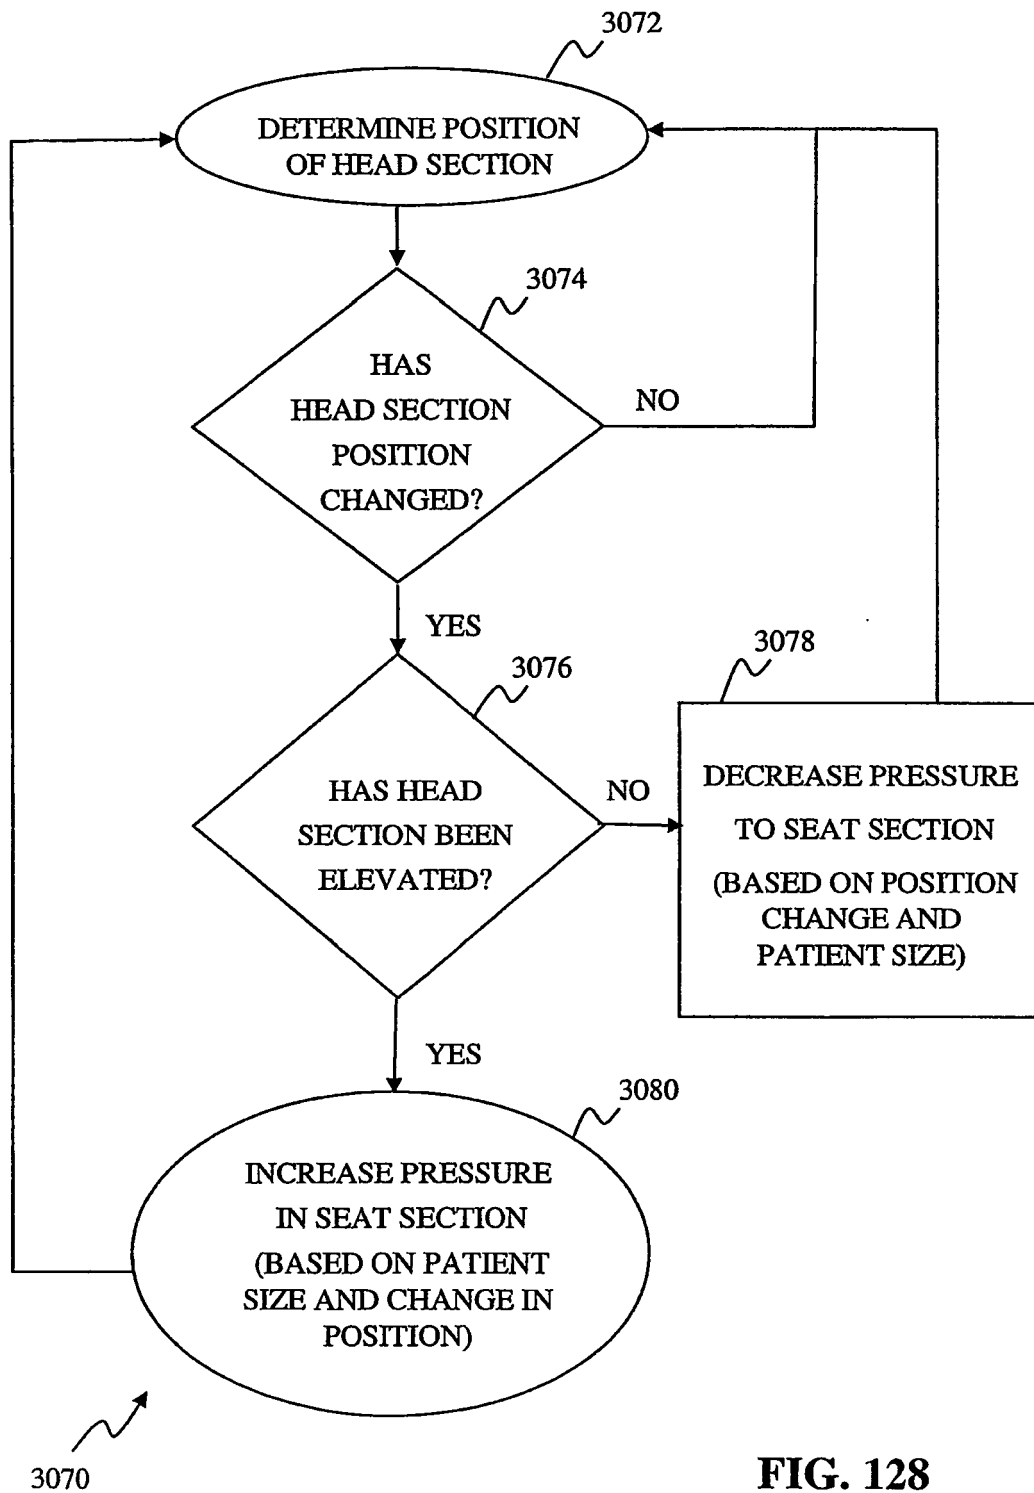 3072
DETERMINE POSITION
OF HEAD SECTION
3074
HAS
HEAD SECTION
POSITION
CHANGED?
NO
YES
3076
HAS HEAD
SECTION BEEN
ELEVATED?
NO
3078
DECREASE PRESSURE
TO SEAT SECTION
(BASED ON POSITION
CHANGE AND
PATIENT SIZE)
YES
3080
INCREASE PRESSURE
IN SEAT SECTION
(BASED ON PATIENT
SIZE AND CHANGE IN
POSITION)
3070
FIG. 128